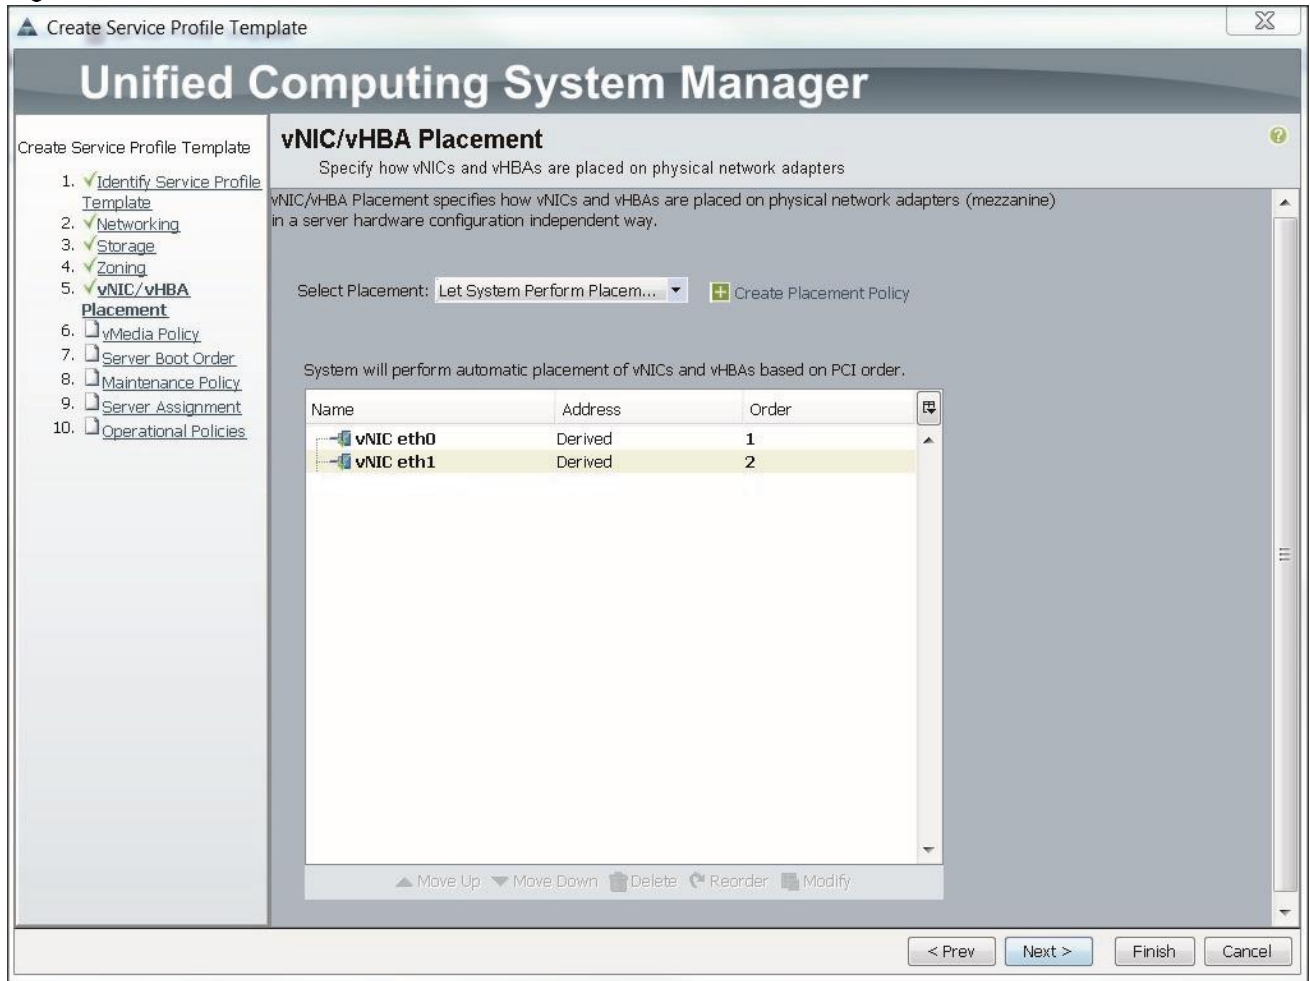 Create Service Profile Template
Unified Computing System Manager
Create Service Profile Template
1. Identify Service Profile
Template
2. Networking
3. Storage
4. Zoning
5. vNIC/vHBA
Placement
6. vMedia Policy
7. Server Boot Order
8. Maintenance Policy
9. Server Assignment
10. Operational Policies
vNIC/vHBA Placement
Specify how vNICs and vHBAs are placed on physical network adapters
vNIC/vHBA Placement specifies how vNICs and vHBAs are placed on physical network adapters (mezzanine)
in a server hardware configuration independent way.
Select Placement: Let System Perform Placem... Create Placement Policy
System will perform automatic placement of vNICs and vHBAs based on PCI order.
Name Address Order
vNIC eth0 Derived 1
vNIC eth1 Derived 2
Move Up Move Down Delete Reorder Modify
< Prev Next > Finish Cancel